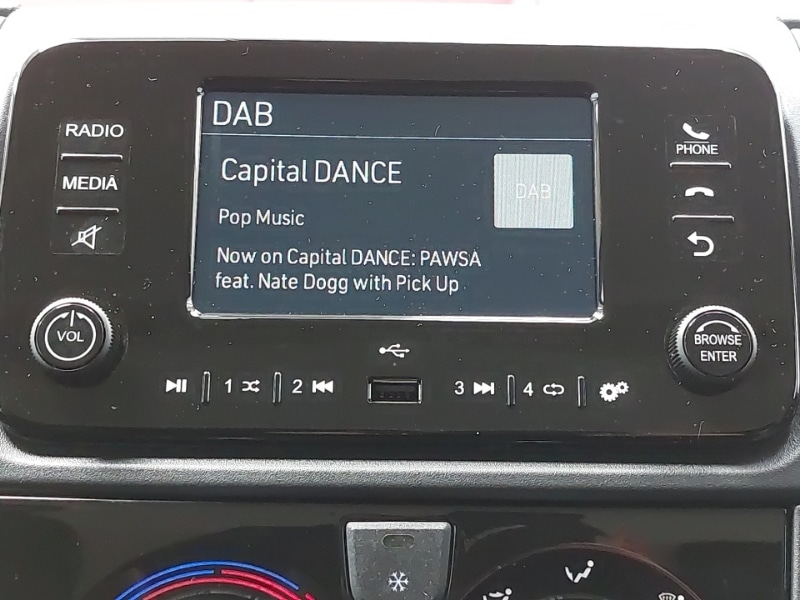 DAB
Capital DANCE
DAB
Pop Music
Now on Capital DANCE: PAWSA
feat. Nate Dogg with Pick Up
RADIO
MEDIA
VOL
PHONE
BROWSE
ENTER
1
2
3
4